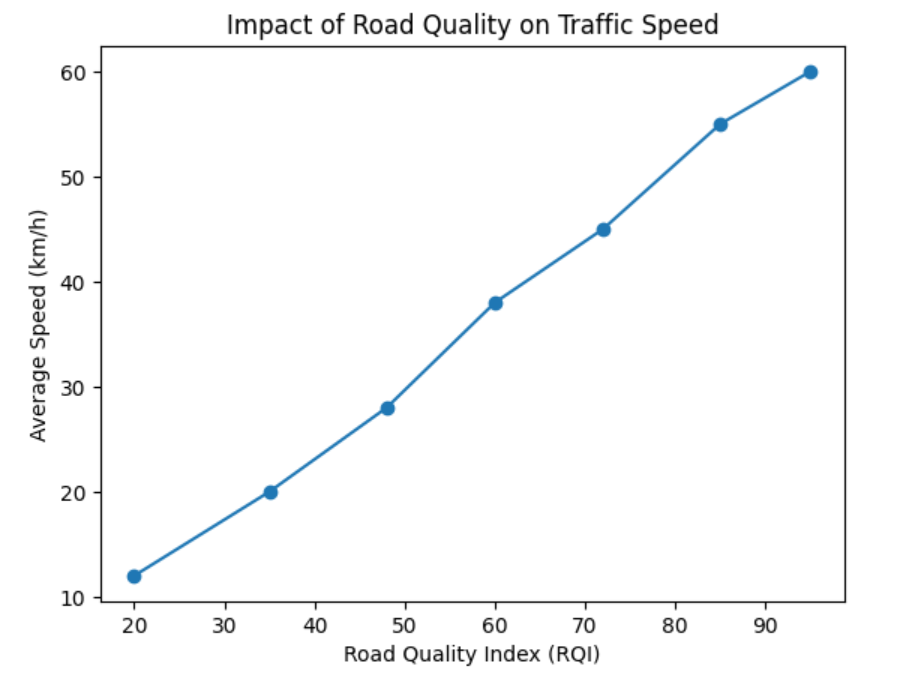 Impact of Road Quality on Traffic Speed
60
50
40
30
20
10
Average Speed (km/h)
20 30 40 50 60 70 80 90
Road Quality Index (RQI)